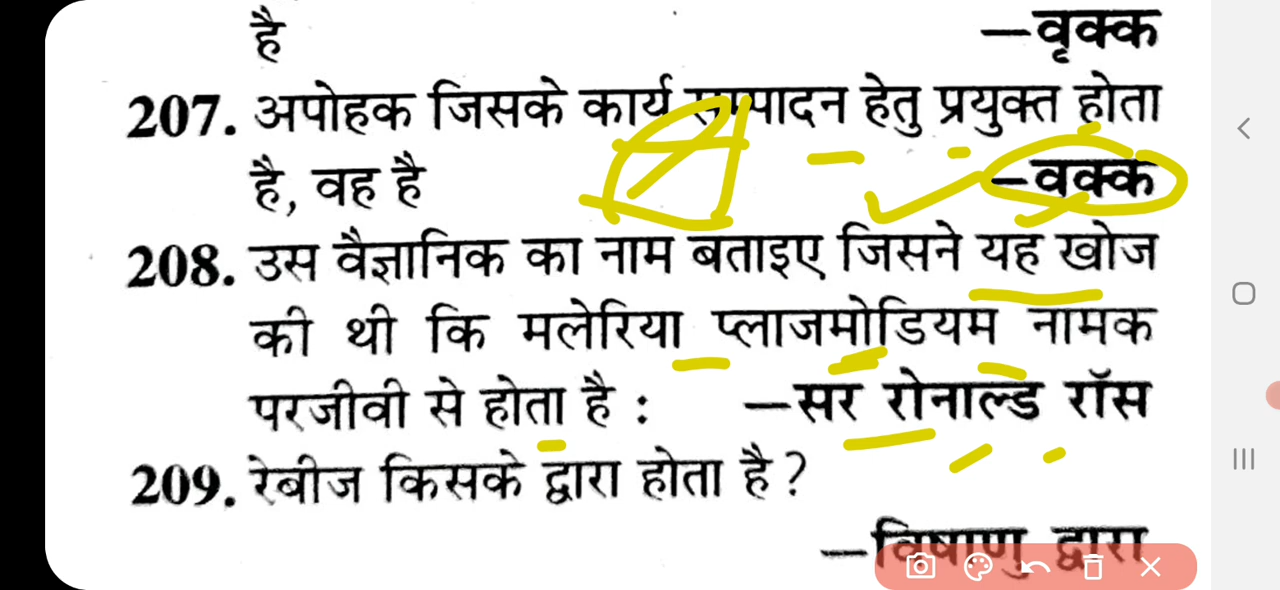 है —वृक्क
207. अपोहक जिसके कार्य सम्पादन हेतु प्रयुक्त होता
है, वह है —वृक्क
208. उस वैज्ञानिक का नाम बताइए जिसने यह खोज
की थी कि मलेरिया प्लाजमोडियम नामक
परजीवी से होता है : —सर रोनाल्ड रॉस
209. रेबीज किसके द्वारा होता है ?
—विषाणु द्वारा